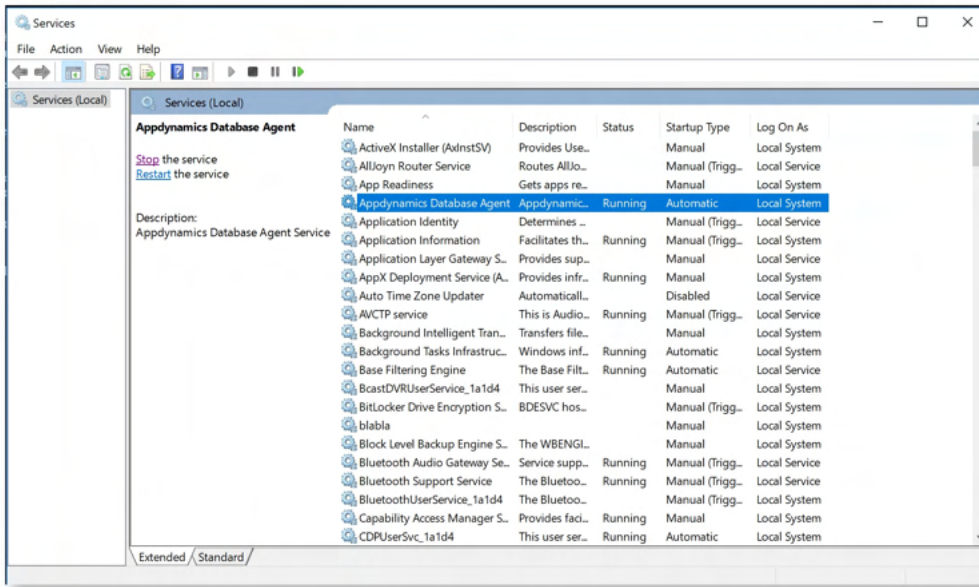 Services
File Action View Help
Services (Local)
Services (Local)
Appdynamics Database Agent
Stop the service
Restart the service
Description:
Appdynamics Database Agent Service
Name Description Status Startup Type Log On As
ActiveX Installer (AxInstSV) Provides Use... Manual Local System
AllJoyn Router Service Routes AllJo... Manual (Trigg... Local Service
App Readiness Gets apps re... Manual Local System
Appdynamics Database Agent Appdynamic... Running Automatic Local System
Application Identity Determines ... Manual (Trigg... Local Service
Application Information Facilitates th... Running Manual (Trigg... Local System
Application Layer Gateway S... Provides sup... Manual Local Service
AppX Deployment Service (A... Provides infr... Running Manual Local System
Auto Time Zone Updater Automaticall... Disabled Local Service
AVCTP service This is Audio... Running Manual (Trigg... Local Service
Background Intelligent Tran... Transfers file... Manual Local System
Background Tasks Infrastruc... Windows inf... Running Automatic Local System
Base Filtering Engine The Base Filt... Running Automatic Local Service
BcastDVRUserService_1a1d4 This user ser... Manual Local System
BitLocker Drive Encryption S... BDESVC hos... Manual (Trigg... Local System
blabla Manual Local System
Block Level Backup Engine S... The WBENGI... Manual Local System
Bluetooth Audio Gateway Se... Service supp... Running Manual (Trigg... Local Service
Bluetooth Support Service The Bluetoo... Running Manual (Trigg... Local Service
BluetoothUserService_1a1d4 The Bluetoo... Manual (Trigg... Local System
Capability Access Manager S... Provides faci... Running Manual Local System
CDPUserSvc_1a1d4 This user ser... Running Automatic Local System
Extended Standard